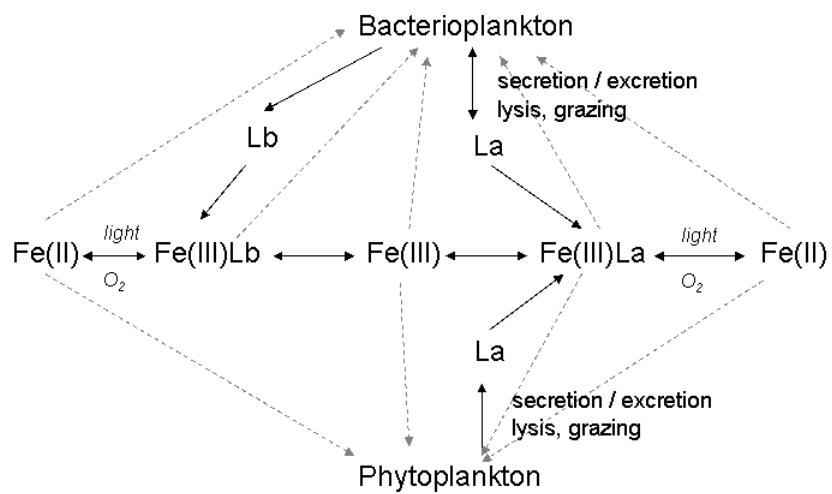 Bacterioplankton
secretion / excretion
lysis, grazing
Lb
La
light
light
Fe(II)
Fe(III)Lb
Fe(III)
Fe(III)La
Fe(II)
O2
O2
La
secretion / excretion
lysis, grazing
Phytoplankton